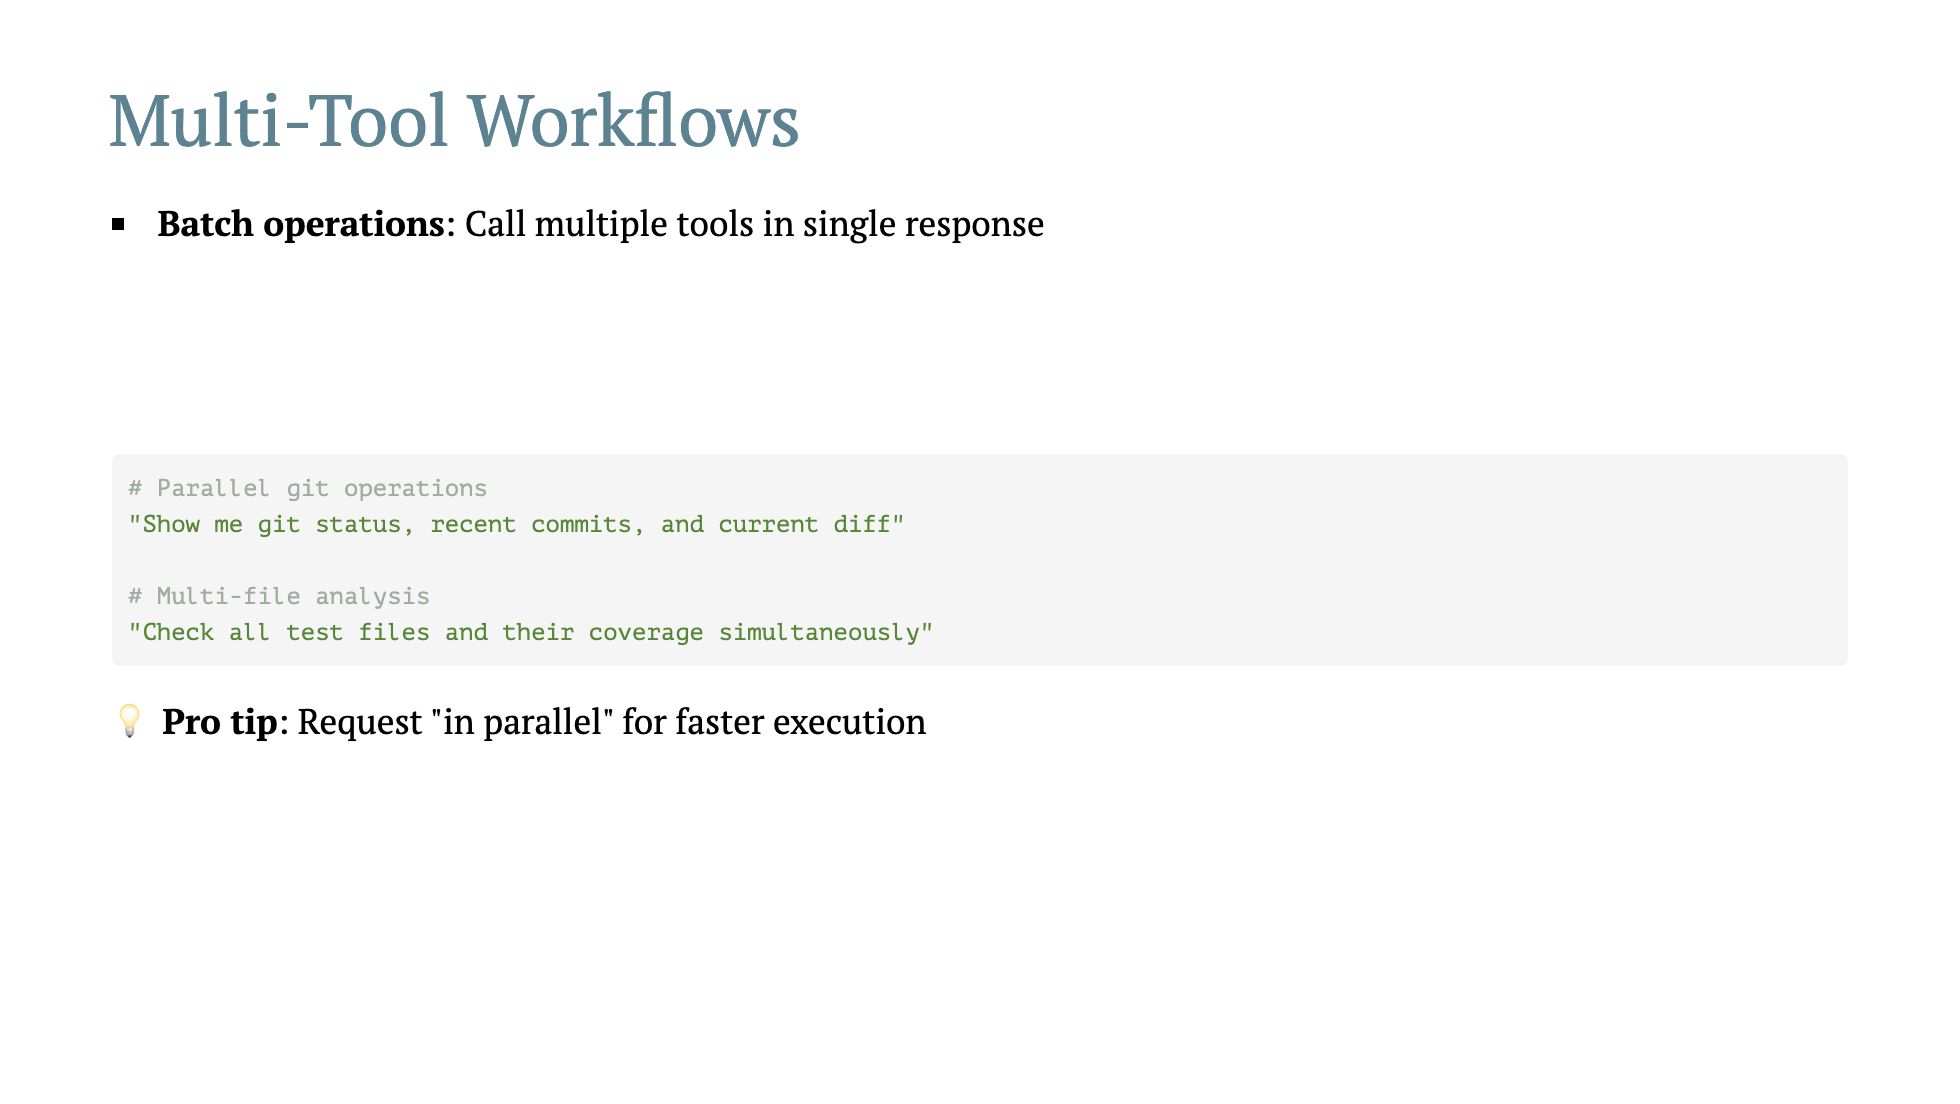 Multi-Tool Workflows
▪ Batch operations: Call multiple tools in single response
# Parallel git operations
"Show me git status, recent commits, and current diff"
# Multi-file analysis
"Check all test files and their coverage simultaneously"
💡 Pro tip: Request "in parallel" for faster execution